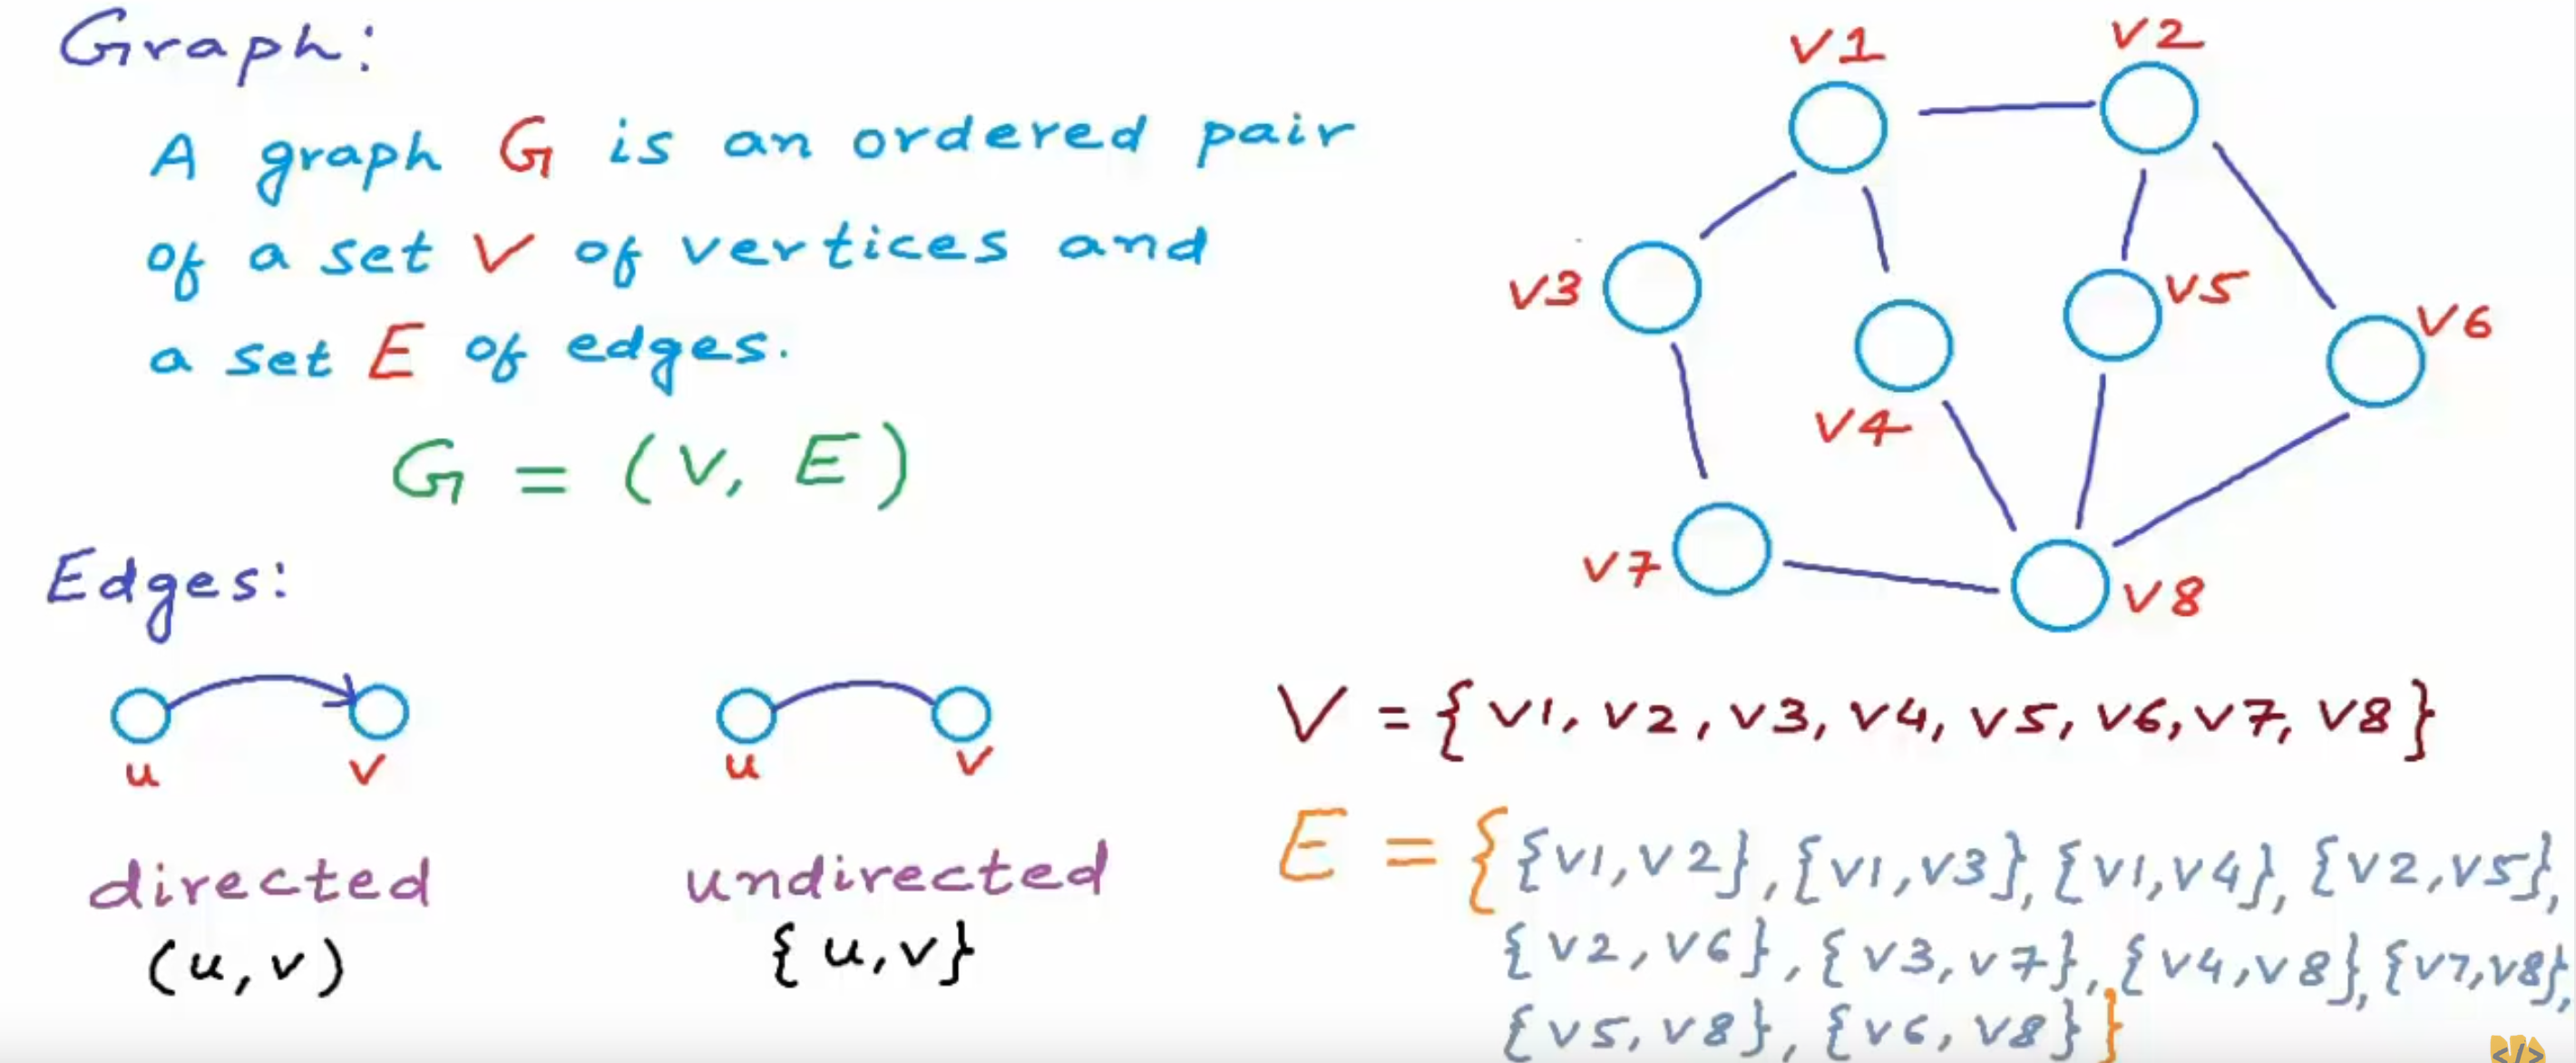 Graph:
A graph G is an ordered pair
of a set V of vertices and
a set E of edges.
G = (V, E)
Edges:
u v
directed
(u,v)
u v
undirected
{u,v}
v1
v2
v3
v4
v5
v6
v7
v8
V = {v1, v2, v3, v4, v5, v6, v7, v8}
E = {{v1,v2}, {v1,v3}, {v1,v4}, {v2,v5},
{v2,v6}, {v3,v7}, {v4,v8}, {v7,v8},
{v5,v8}, {v6,v8}}
</>